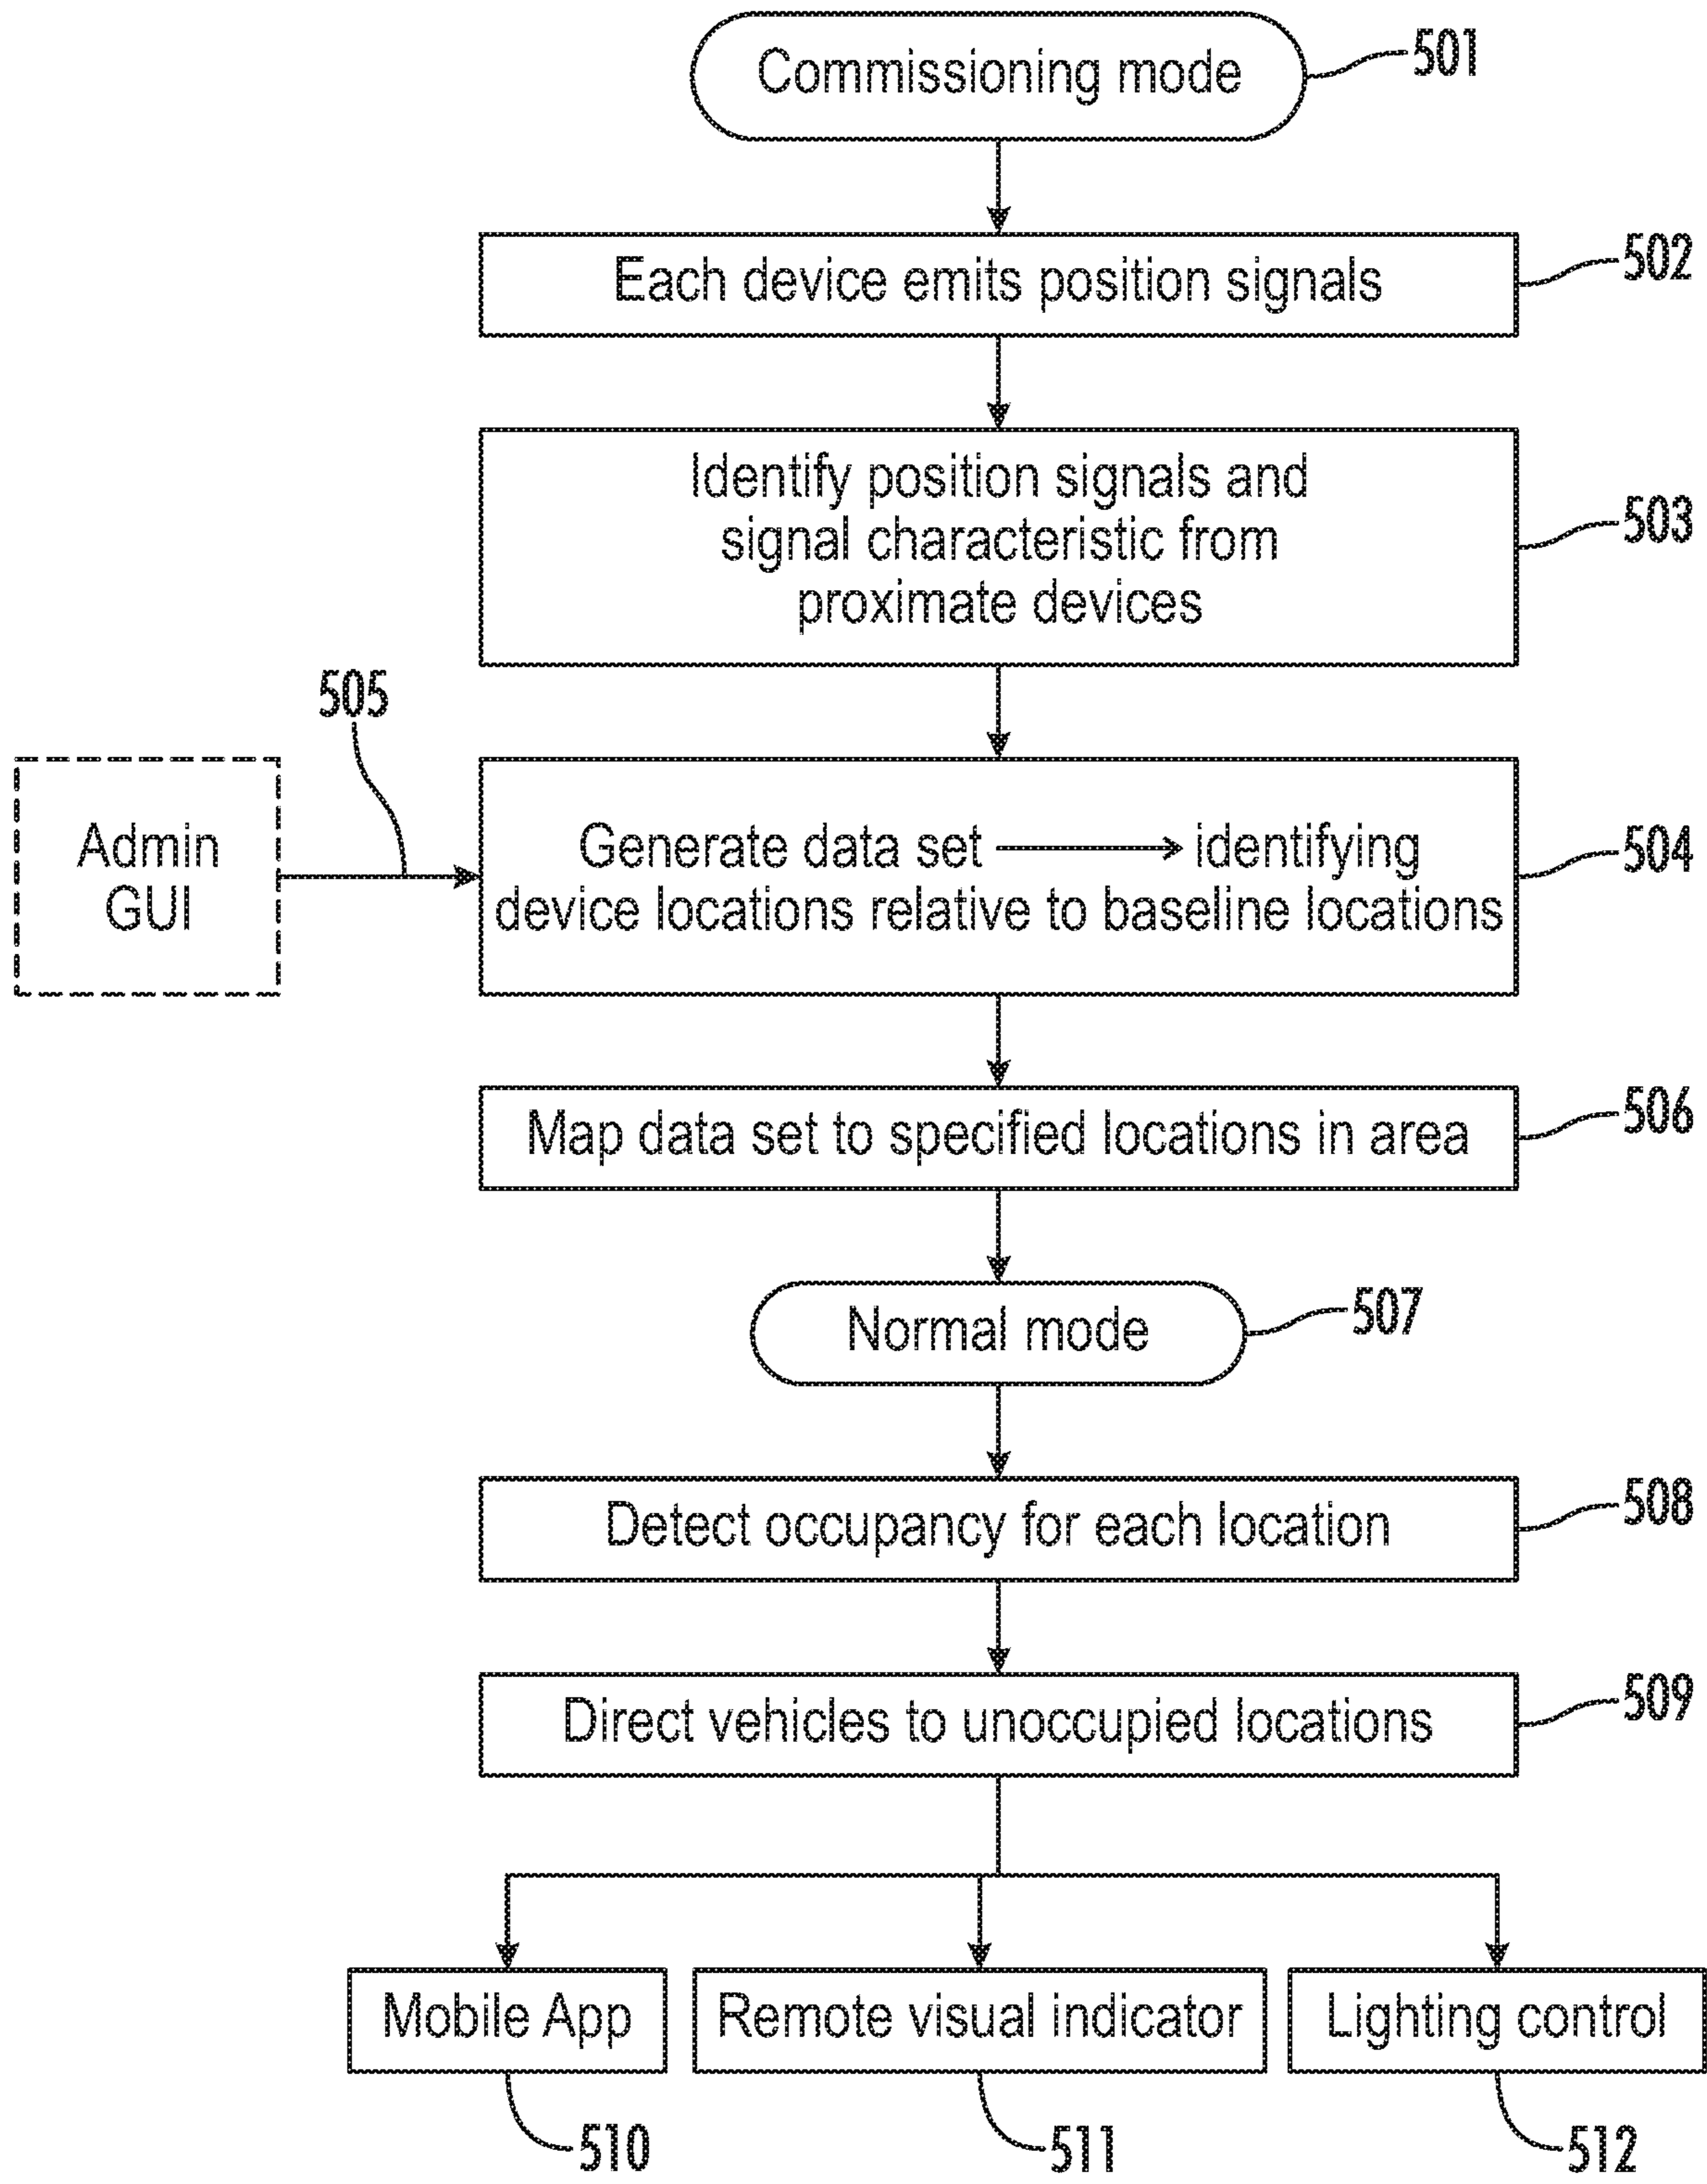 Commissioning mode
501
Each device emits position signals
502
Identify position signals and
signal characteristic from
proximate devices
503
505
Admin
GUI
Generate data set → identifying
device locations relative to baseline locations
504
Map data set to specified locations in area
506
Normal mode
507
Detect occupancy for each location
508
Direct vehicles to unoccupied locations
509
Mobile App
Remote visual indicator
Lighting control
510
511
512